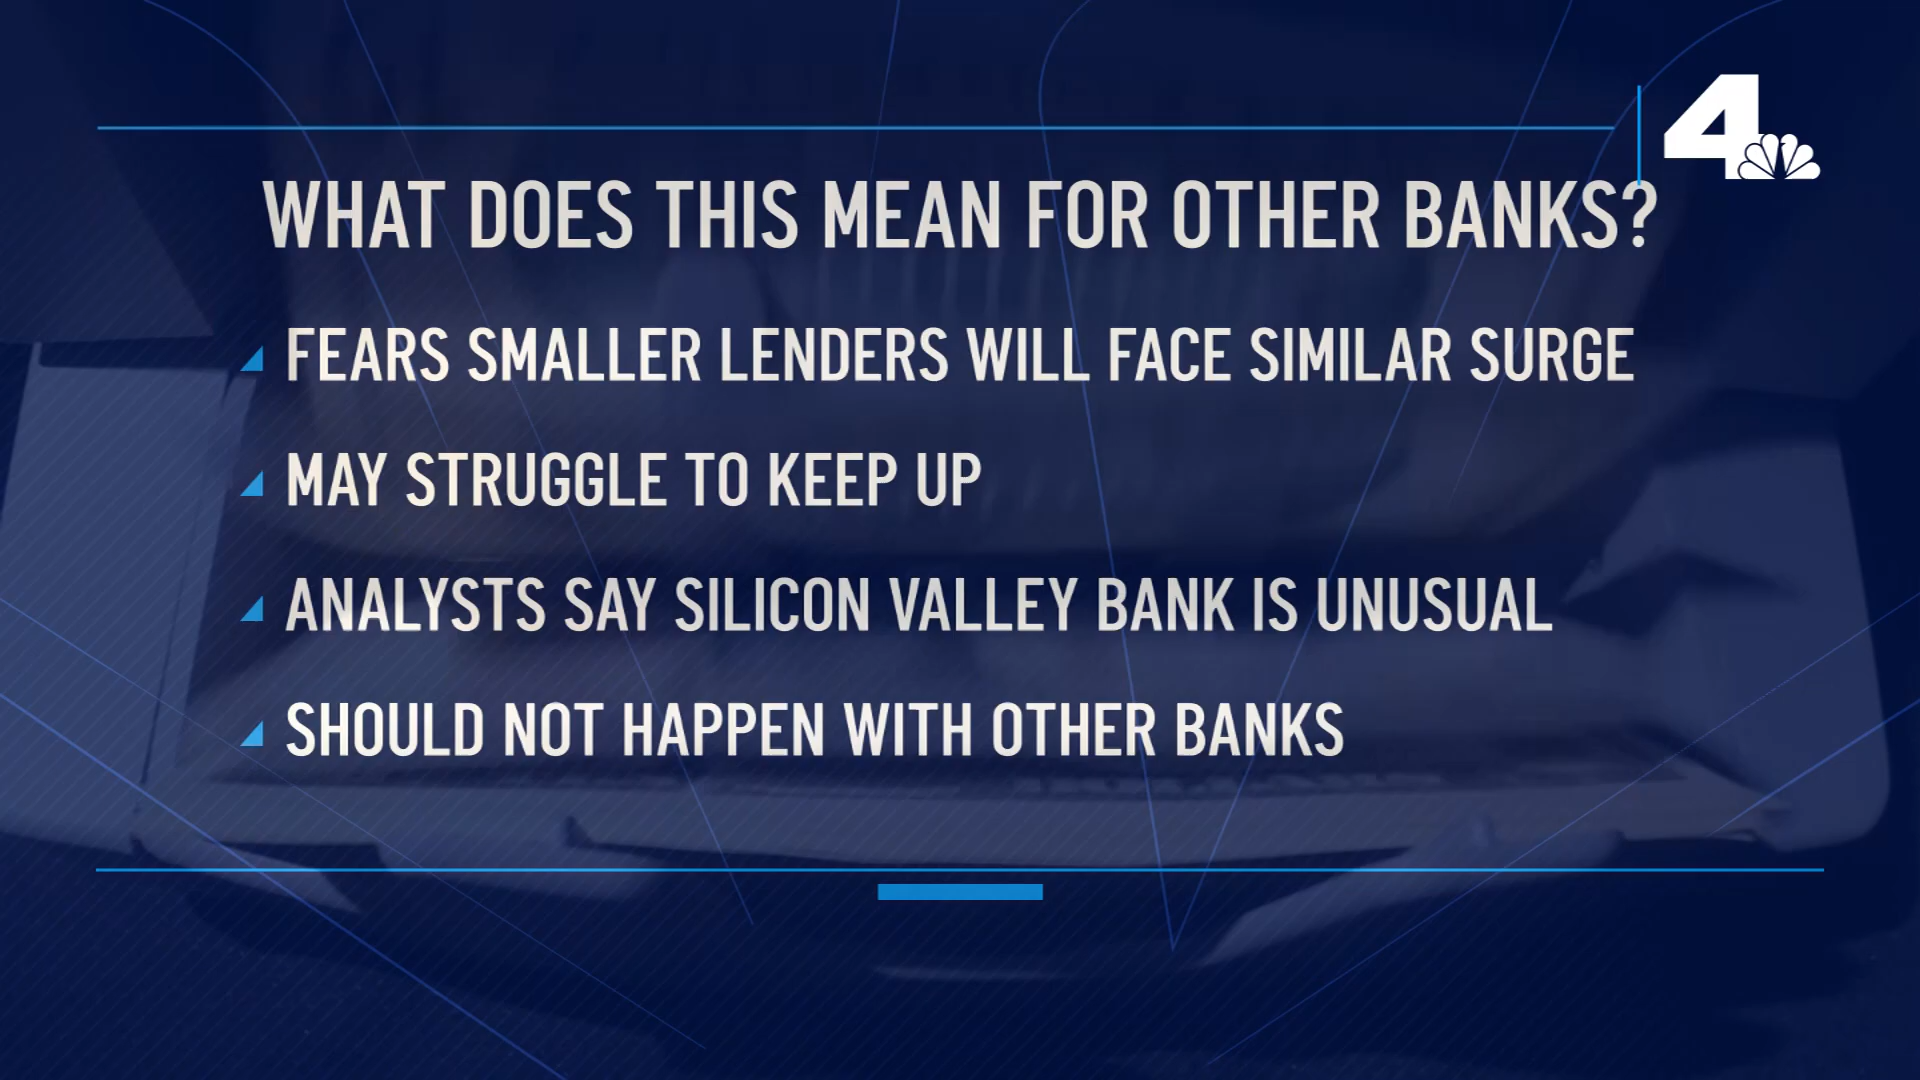 4
WHAT DOES THIS MEAN FOR OTHER BANKS?
FEARS SMALLER LENDERS WILL FACE SIMILAR SURGE
MAY STRUGGLE TO KEEP UP
ANALYSTS SAY SILICON VALLEY BANK IS UNUSUAL
SHOULD NOT HAPPEN WITH OTHER BANKS